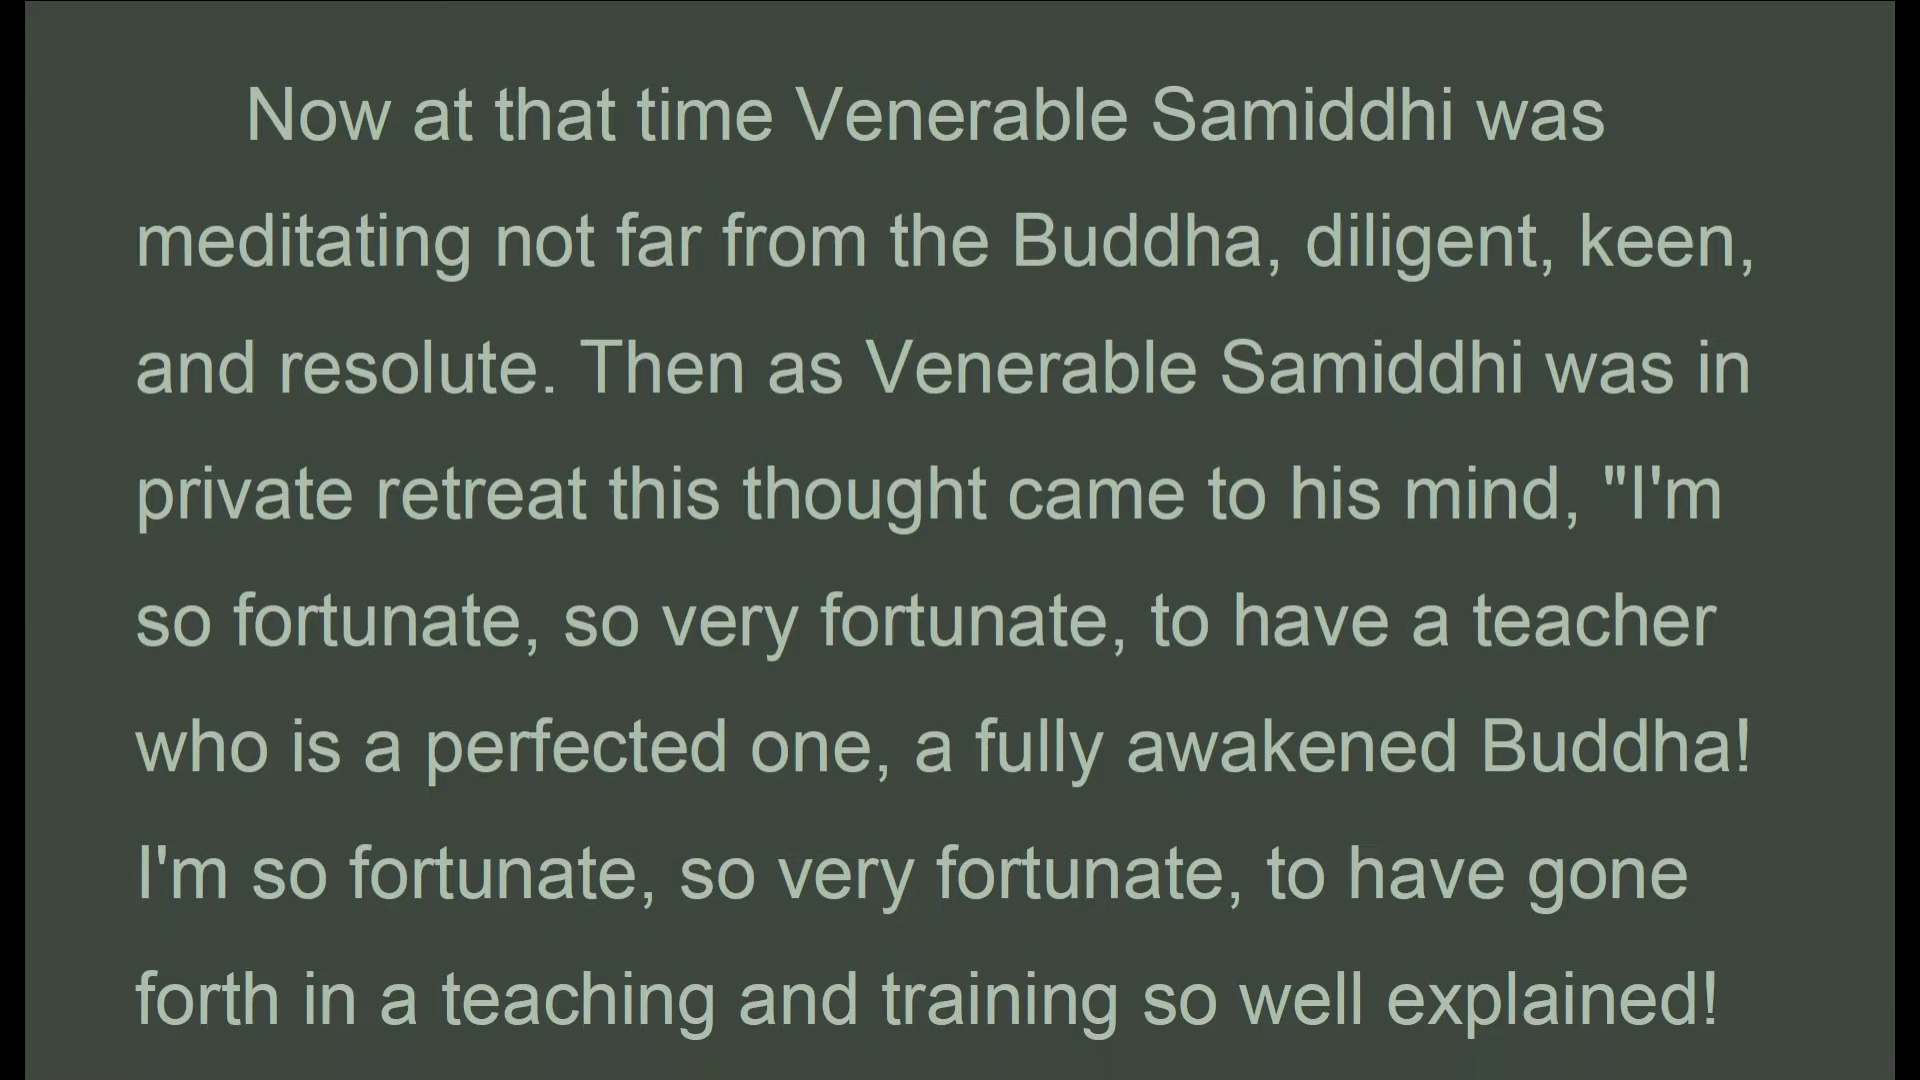 Now at that time Venerable Samiddhi was
meditating not far from the Buddha, diligent, keen,
and resolute. Then as Venerable Samiddhi was in
private retreat this thought came to his mind, "I'm
so fortunate, so very fortunate, to have a teacher
who is a perfected one, a fully awakened Buddha!
I'm so fortunate, so very fortunate, to have gone
forth in a teaching and training so well explained!